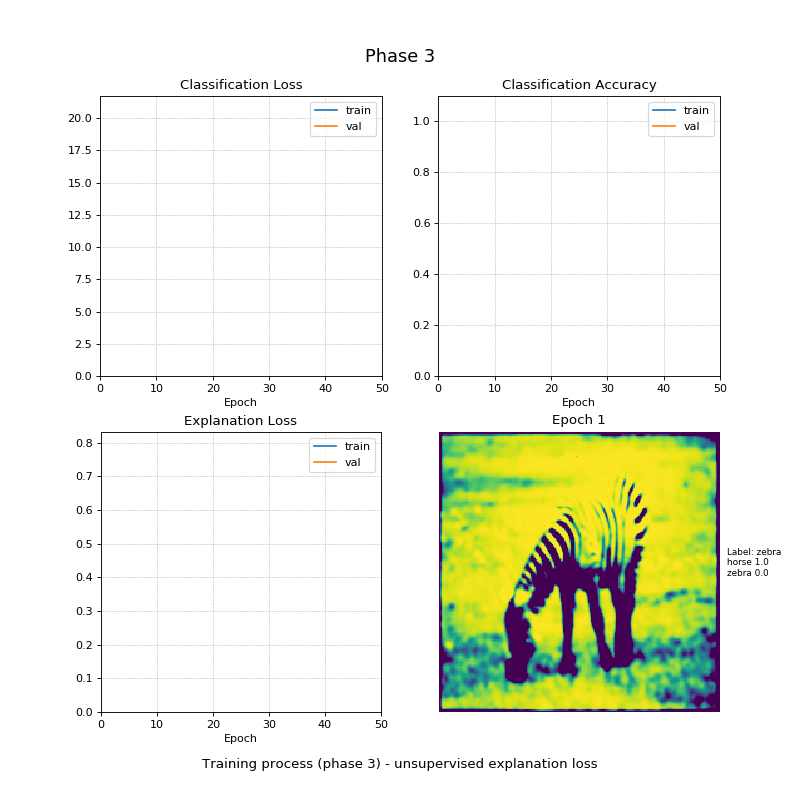 Phase 3
Classification Loss
train
val
20.0
17.5
15.0
12.5
10.0
7.5
5.0
2.5
0.0
0 10 20 30 40 50
Epoch
Classification Accuracy
train
val
1.0
0.8
0.6
0.4
0.2
0.0
0 10 20 30 40 50
Epoch
Explanation Loss
train
val
0.8
0.7
0.6
0.5
0.4
0.3
0.2
0.1
0.0
0 10 20 30 40 50
Epoch
Epoch 1
Label: zebra
horse 1.0
zebra 0.0
Training process (phase 3) - unsupervised explanation loss